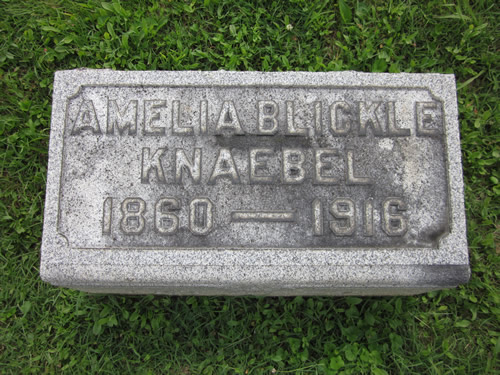 AMELIA BLICKLE
KNAEBEL
1860 — 1916